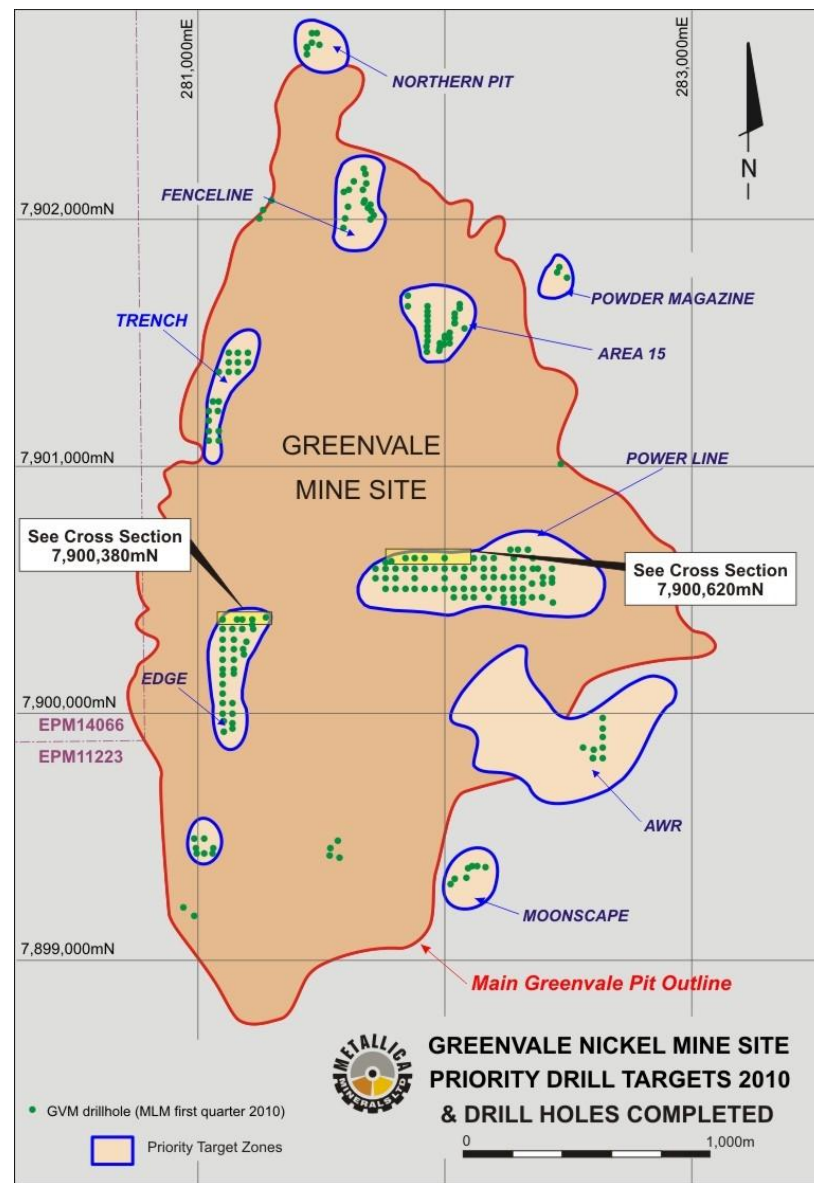 281,000mE
283,000mE
NORTHERN PIT
N
FENCELINE
7,902,000mN
POWDER MAGAZINE
TRENCH
AREA 15
GREENVALE
MINE SITE
7,901,000mN
POWER LINE
See Cross Section
7,900,380mN
See Cross Section
7,900,620mN
EDGE
7,900,000mN
EPM14066
EPM11223
AWR
MOONSCAPE
7,899,000mN
Main Greenvale Pit Outline
METALLICA
MINERALS LTD
GREENVALE NICKEL MINE SITE
PRIORITY DRILL TARGETS 2010
& DRILL HOLES COMPLETED
GVM drillhole (MLM first quarter 2010)
Priority Target Zones
0
1,000m